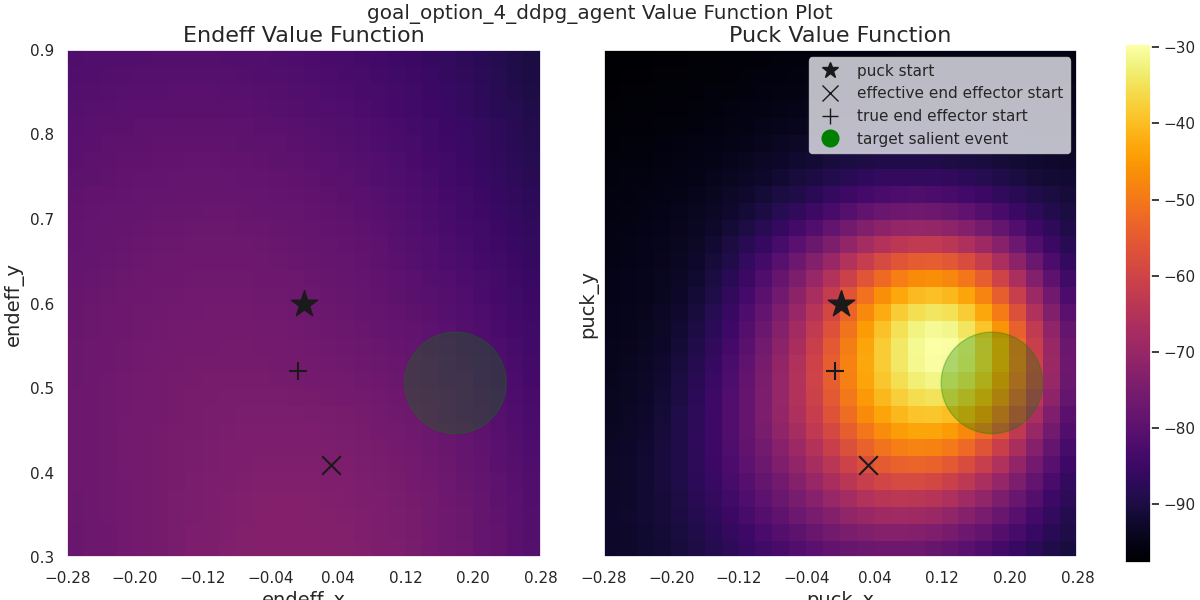 goal_option_4_ddpg_agent Value Function Plot
Endeff Value Function
Puck Value Function
puck start
effective end effector start
true end effector start
target salient event
0.9
0.8
0.7
0.6
0.5
0.4
0.3
endeff_y
−0.28 −0.20 −0.12 −0.04 0.04 0.12 0.20 0.28
endeff_x
puck_y
−0.28 −0.20 −0.12 −0.04 0.04 0.12 0.20 0.28
puck_x
−30
−40
−50
−60
−70
−80
−90